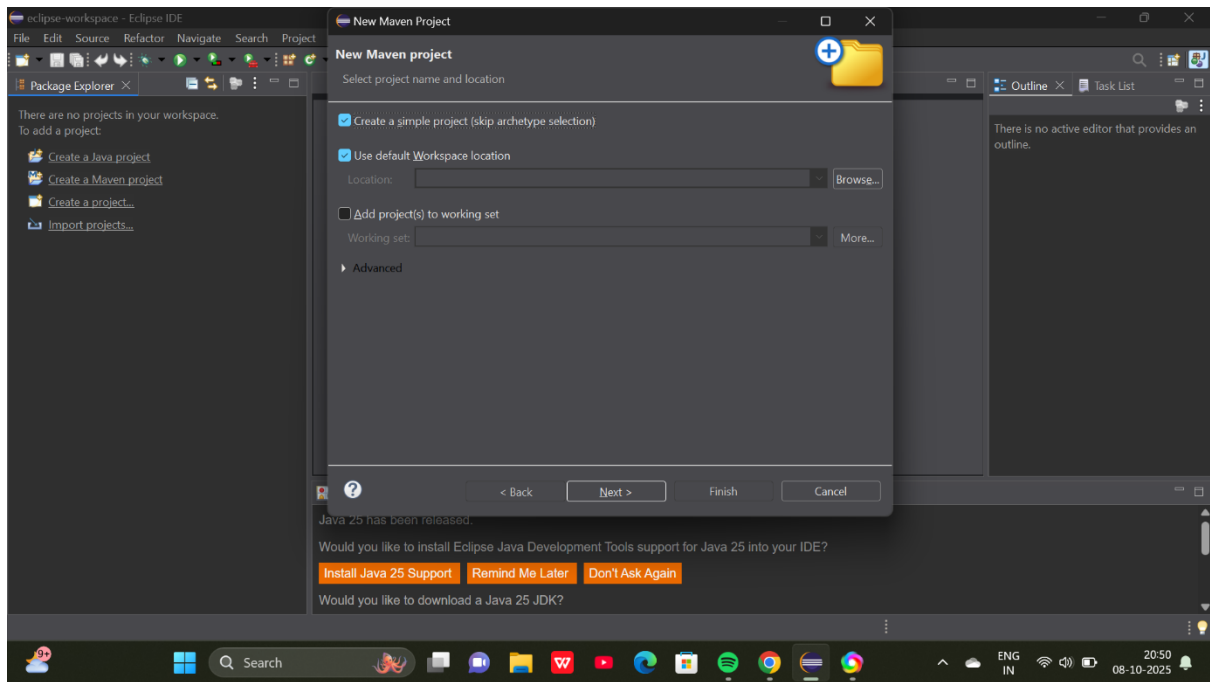 eclipse-workspace - Eclipse IDE
File Edit Source Refactor Navigate Search Project
Package Explorer
There are no projects in your workspace.
To add a project:
Create a Java project
Create a Maven project
Create a project...
Import projects...
New Maven Project
New Maven project
Select project name and location
Create a simple project (skip archetype selection)
Use default Workspace location
Location:
Browse...
Add project(s) to working set
Working set:
More...
Advanced
< Back
Next >
Finish
Cancel
Outline
Task List
There is no active editor that provides an
outline.
Java 25 has been released.
Would you like to install Eclipse Java Development Tools support for Java 25 into your IDE?
Install Java 25 Support
Remind Me Later
Don't Ask Again
Would you like to download a Java 25 JDK?
9+
Search
W
ENG
IN
20:50
08-10-2025